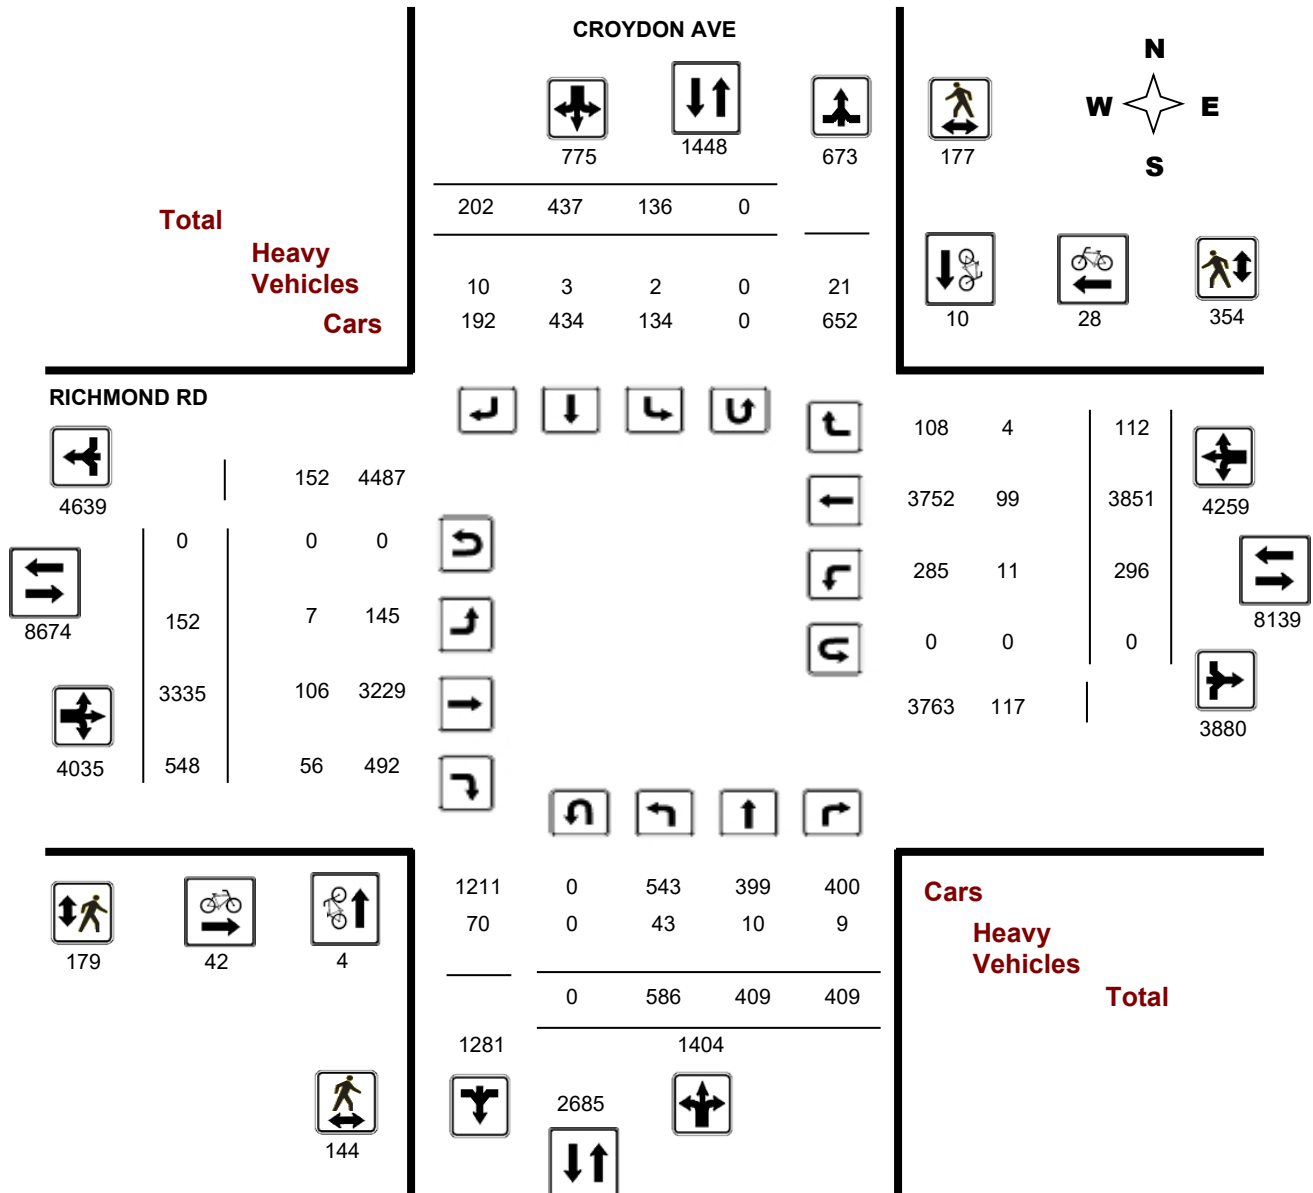 CROYDON AVE
N
W E
S
775 1448 673 177
202 437 136 0
Total
Heavy
Vehicles
10 3 2 0 21
Cars
192 434 134 0 652
10 28 354
RICHMOND RD
108 4 112
152 4487
4639
3752 99 3851 4259
0 0 0
285 11 296
8674
152 7 145
8139
0 0 0
3335 106 3229
3763 117
3880
4035 548 56 492
1211 0 543 399 400
Cars
70 0 43 10 9
Heavy
Vehicles
179 42 4
0 586 409 409
Total
1281 1404
2685
144